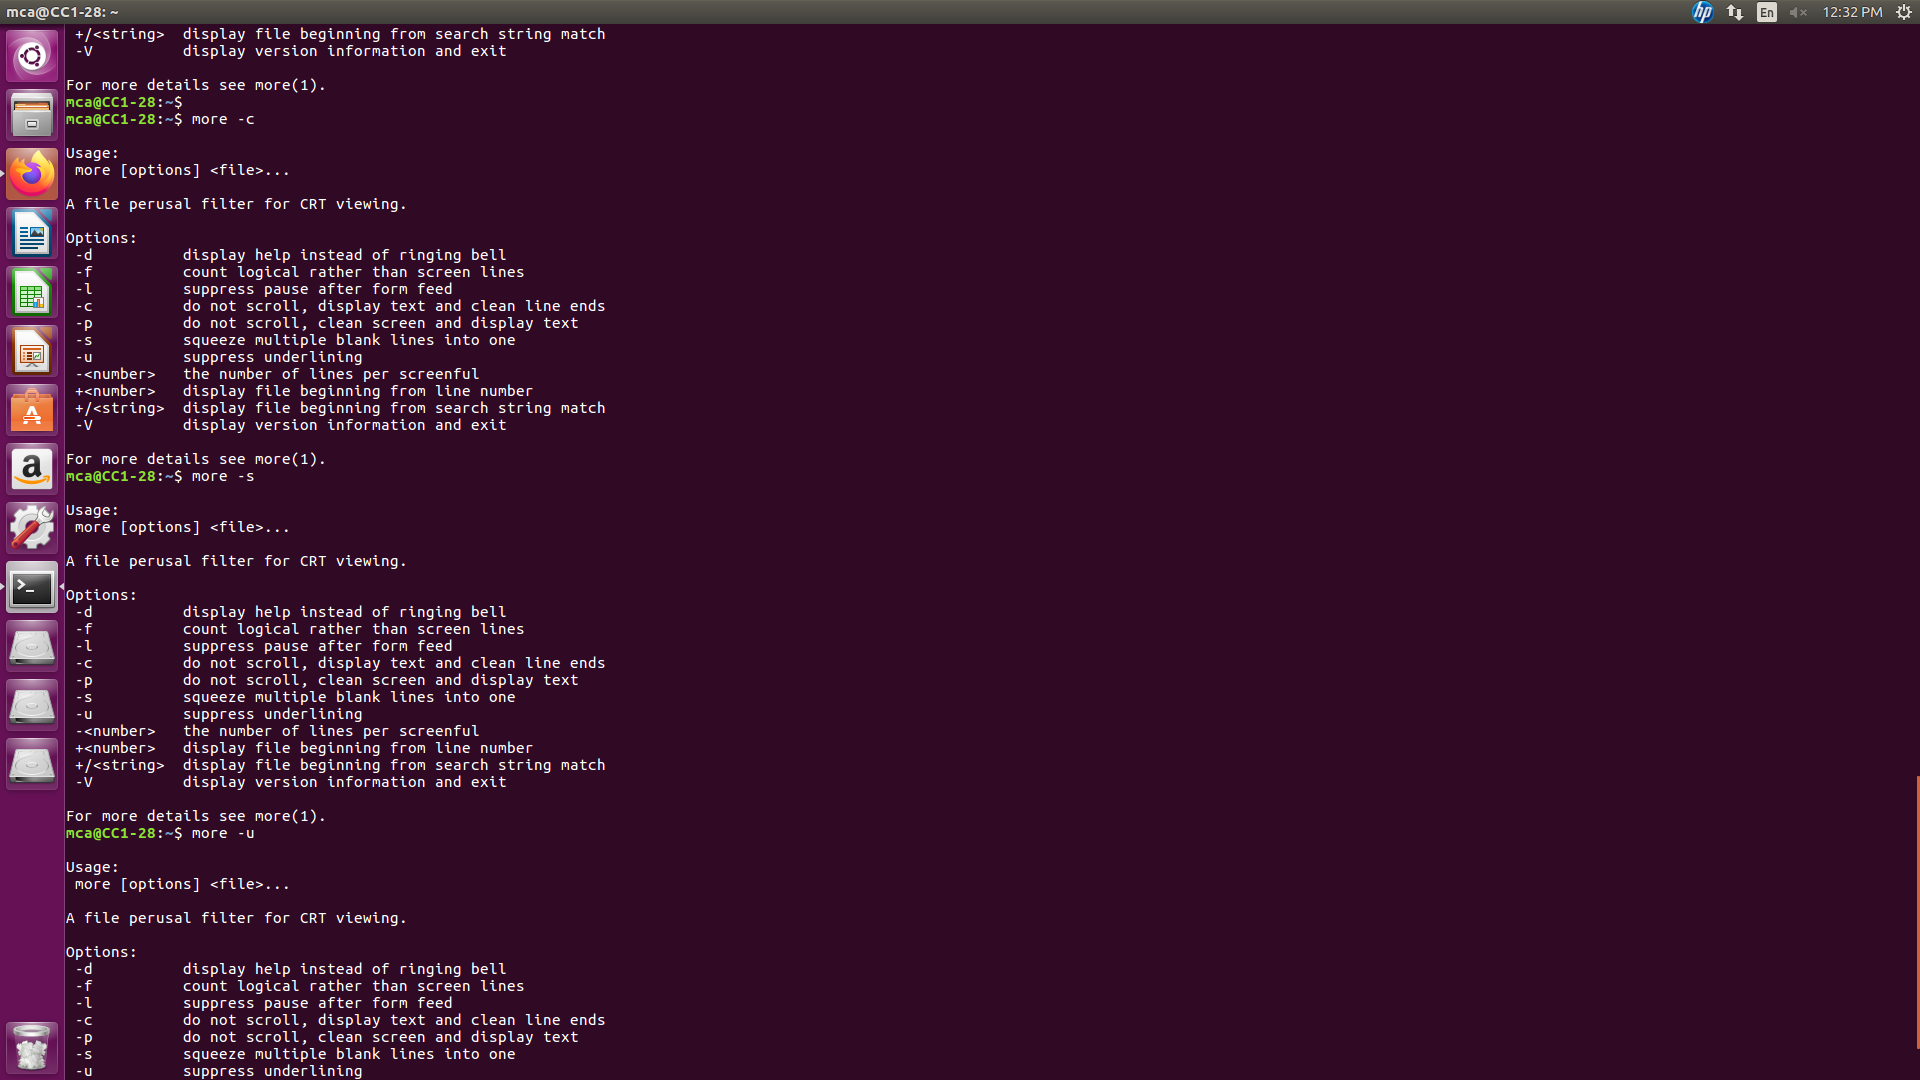 mca@CC1-28: ~
hp
En
12:32 PM
+/<string>  display file beginning from search string match
-V          display version information and exit
For more details see more(1).
mca@CC1-28:~$
mca@CC1-28:~$ more -c
Usage:
more [options] <file>...
A file perusal filter for CRT viewing.
Options:
-d          display help instead of ringing bell
-f          count logical rather than screen lines
-l          suppress pause after form feed
-c          do not scroll, display text and clean line ends
-p          do not scroll, clean screen and display text
-s          squeeze multiple blank lines into one
-u          suppress underlining
-<number>   the number of lines per screenful
+<number>   display file beginning from line number
+/<string>  display file beginning from search string match
-V          display version information and exit
For more details see more(1).
mca@CC1-28:~$ more -s
Usage:
more [options] <file>...
A file perusal filter for CRT viewing.
Options:
-d          display help instead of ringing bell
-f          count logical rather than screen lines
-l          suppress pause after form feed
-c          do not scroll, display text and clean line ends
-p          do not scroll, clean screen and display text
-s          squeeze multiple blank lines into one
-u          suppress underlining
-<number>   the number of lines per screenful
+<number>   display file beginning from line number
+/<string>  display file beginning from search string match
-V          display version information and exit
For more details see more(1).
mca@CC1-28:~$ more -u
Usage:
more [options] <file>...
A file perusal filter for CRT viewing.
Options:
-d          display help instead of ringing bell
-f          count logical rather than screen lines
-l          suppress pause after form feed
-c          do not scroll, display text and clean line ends
-p          do not scroll, clean screen and display text
-s          squeeze multiple blank lines into one
-u          suppress underlining